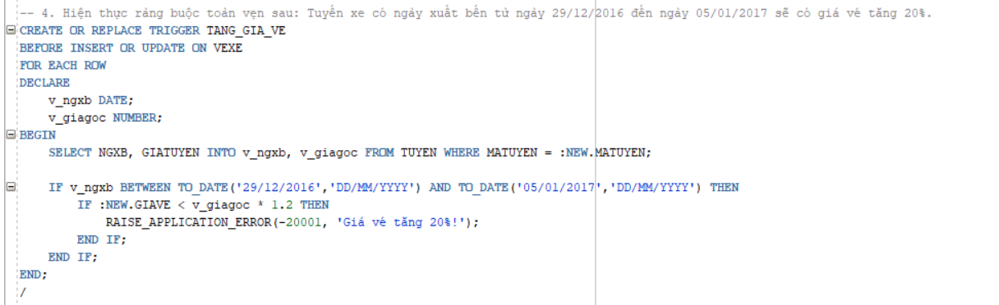 -- 4. Hiện thực ràng buộc toàn vẹn sau: Tuyến xe có ngày xuất bến từ ngày 29/12/2016 đến ngày 05/01/2017 sẽ có giá vé tăng 20%.
CREATE OR REPLACE TRIGGER TANG_GIA_VE
BEFORE INSERT OR UPDATE ON VEXE
FOR EACH ROW
DECLARE
    v_ngxb DATE;
    v_giagoc NUMBER;
BEGIN
    SELECT NGXB, GIATUYEN INTO v_ngxb, v_giagoc FROM TUYEN WHERE MATUYEN = :NEW.MATUYEN;
    IF v_ngxb BETWEEN TO_DATE('29/12/2016','DD/MM/YYYY') AND TO_DATE('05/01/2017','DD/MM/YYYY') THEN
        IF :NEW.GIAVE < v_giagoc * 1.2 THEN
            RAISE_APPLICATION_ERROR(-20001, 'Giá vé tăng 20%!');
        END IF;
    END IF;
END;
/